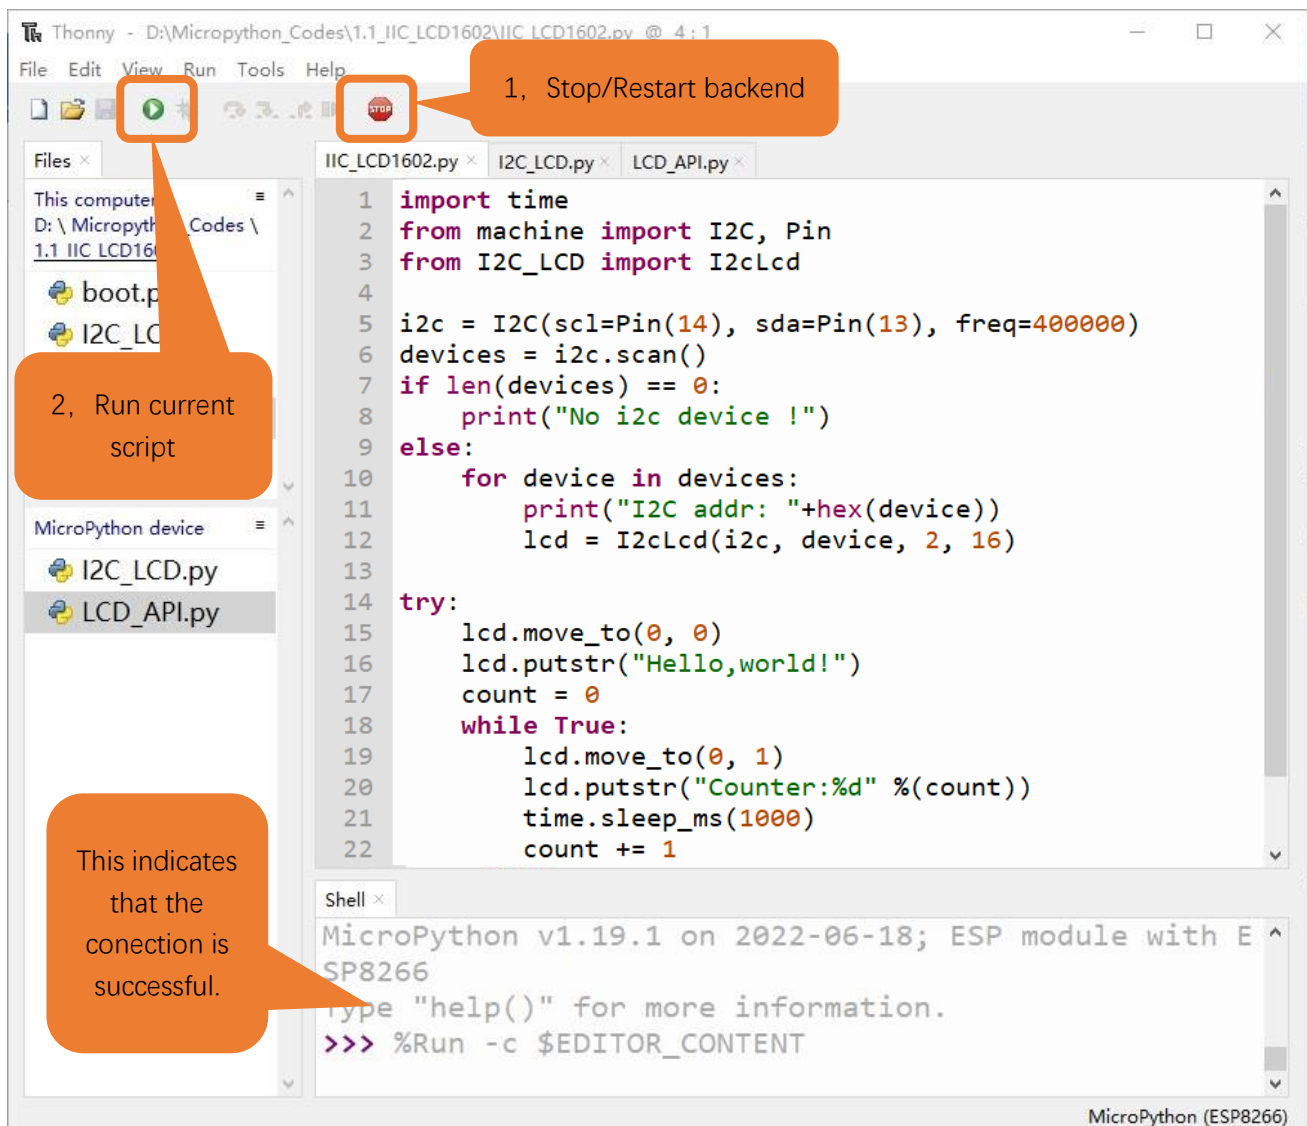 Thonny - D:\Micropython_Codes\1.1_IIC_LCD1602\IIC_LCD1602.py @ 4 : 1
File Edit View Run Tools Help
1, Stop/Restart backend
STOP
Files
This compute
D: \ Micropyth Codes \
1.1 IIC LCD16
boot.p
I2C_LC
2, Run current
script
MicroPython device
I2C_LCD.py
LCD_API.py
This indicates
that the
conection is
successful.
IIC_LCD1602.py I2C_LCD.py LCD_API.py
1 import time
2 from machine import I2C, Pin
3 from I2C_LCD import I2cLcd
4
5 i2c = I2C(scl=Pin(14), sda=Pin(13), freq=400000)
6 devices = i2c.scan()
7 if len(devices) == 0:
8     print("No i2c device !")
9 else:
10     for device in devices:
11         print("I2C addr: "+hex(device))
12         lcd = I2cLcd(i2c, device, 2, 16)
13
14 try:
15     lcd.move_to(0, 0)
16     lcd.putstr("Hello,world!")
17     count = 0
18     while True:
19         lcd.move_to(0, 1)
20         lcd.putstr("Counter:%d" %(count))
21         time.sleep_ms(1000)
22         count += 1
Shell
MicroPython v1.19.1 on 2022-06-18; ESP module with E
SP8266
Type "help()" for more information.
>>> %Run -c $EDITOR_CONTENT
MicroPython (ESP8266)